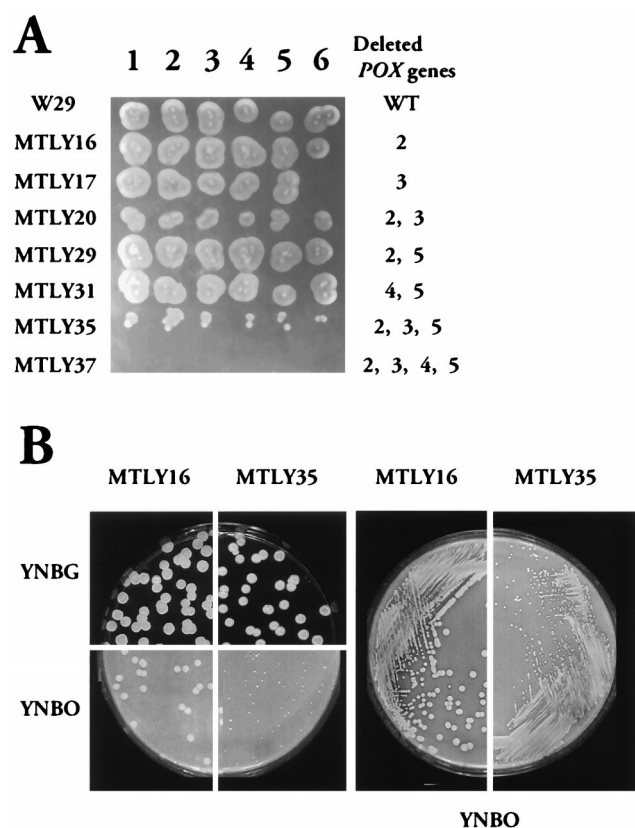 A
1 2 3 4 5 6 Deleted POX genes
W29 WT
MTLY16 2
MTLY17 3
MTLY20 2, 3
MTLY29 2, 5
MTLY31 4, 5
MTLY35 2, 3, 5
MTLY37 2, 3, 4, 5
B
MTLY16 MTLY35 MTLY16 MTLY35
YNBG
YNBO
YNBO